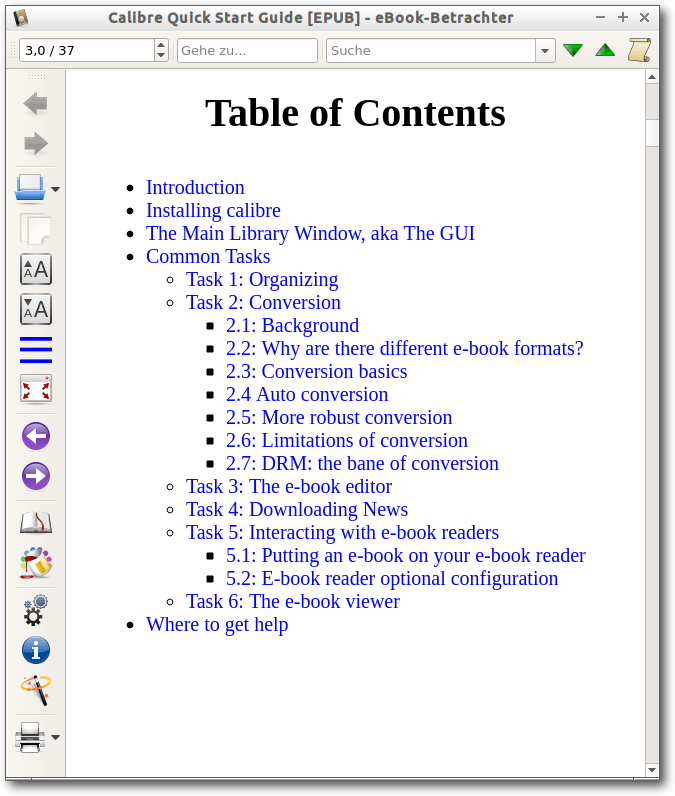 Calibre Quick Start Guide [EPUB] - eBook-Betrachter
3,0 / 37
Gehe zu...
Suche
Table of Contents
Introduction
Installing calibre
The Main Library Window, aka The GUI
Common Tasks
Task 1: Organizing
Task 2: Conversion
2.1: Background
2.2: Why are there different e-book formats?
2.3: Conversion basics
2.4 Auto conversion
2.5: More robust conversion
2.6: Limitations of conversion
2.7: DRM: the bane of conversion
Task 3: The e-book editor
Task 4: Downloading News
Task 5: Interacting with e-book readers
5.1: Putting an e-book on your e-book reader
5.2: E-book reader optional configuration
Task 6: The e-book viewer
Where to get help